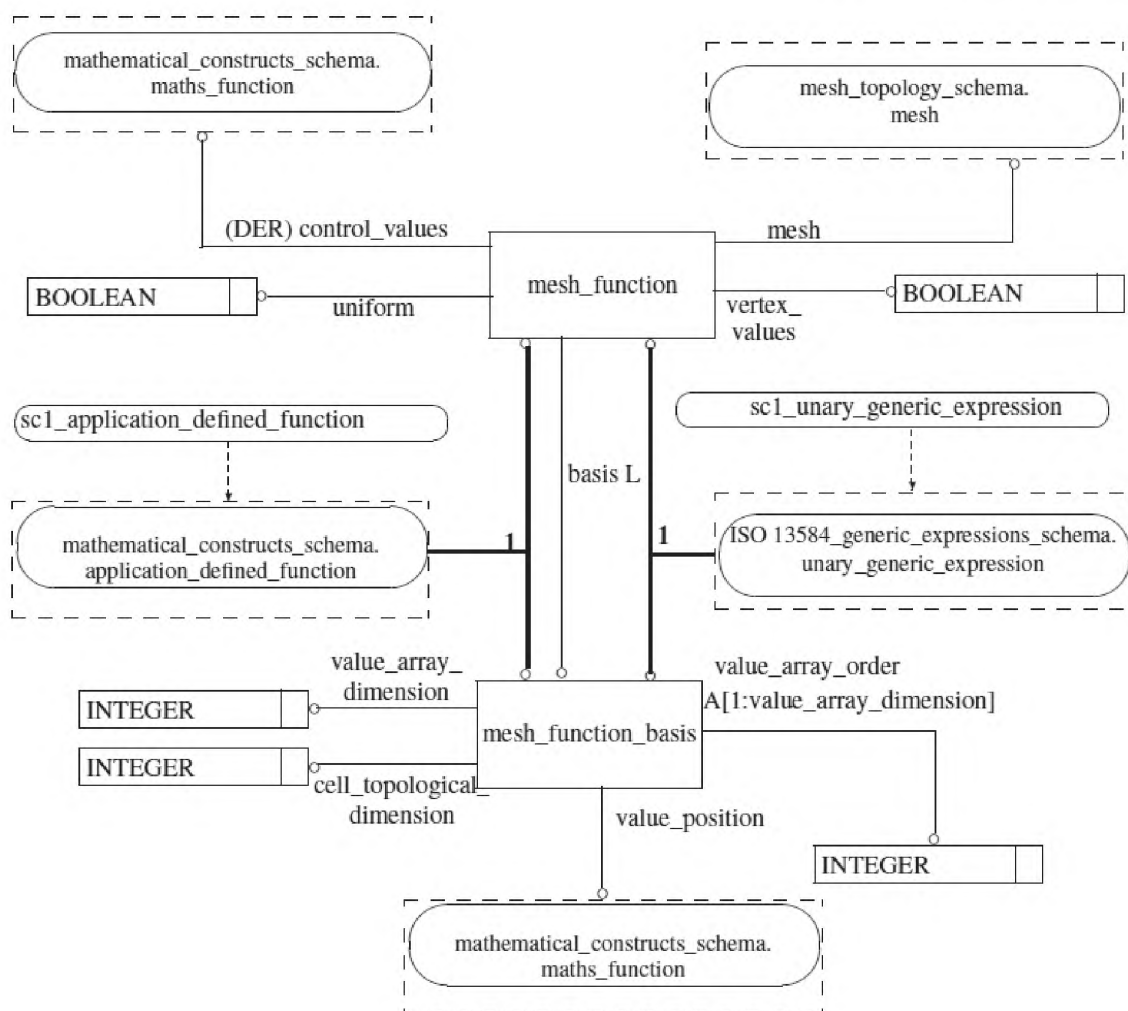 mathematical_constructs_schema.
maths_function
mesh_topology_schema.
mesh
(DER) control_values
mesh
BOOLEAN
uniform
mesh_function
vertex_
values
BOOLEAN
sc1_application_defined_function
sc1_unary_generic_expression
basis L
mathematical_constructs_schema.
application_defined_function
1
1
ISO 13584_generic_expressions_schema.
unary_generic_expression
value_array_
dimension
value_array_order
A[1:value_array_dimension]
INTEGER
mesh_function_basis
INTEGER
cell_topological_
dimension
value_position
INTEGER
mathematical_constructs_schema.
maths_function